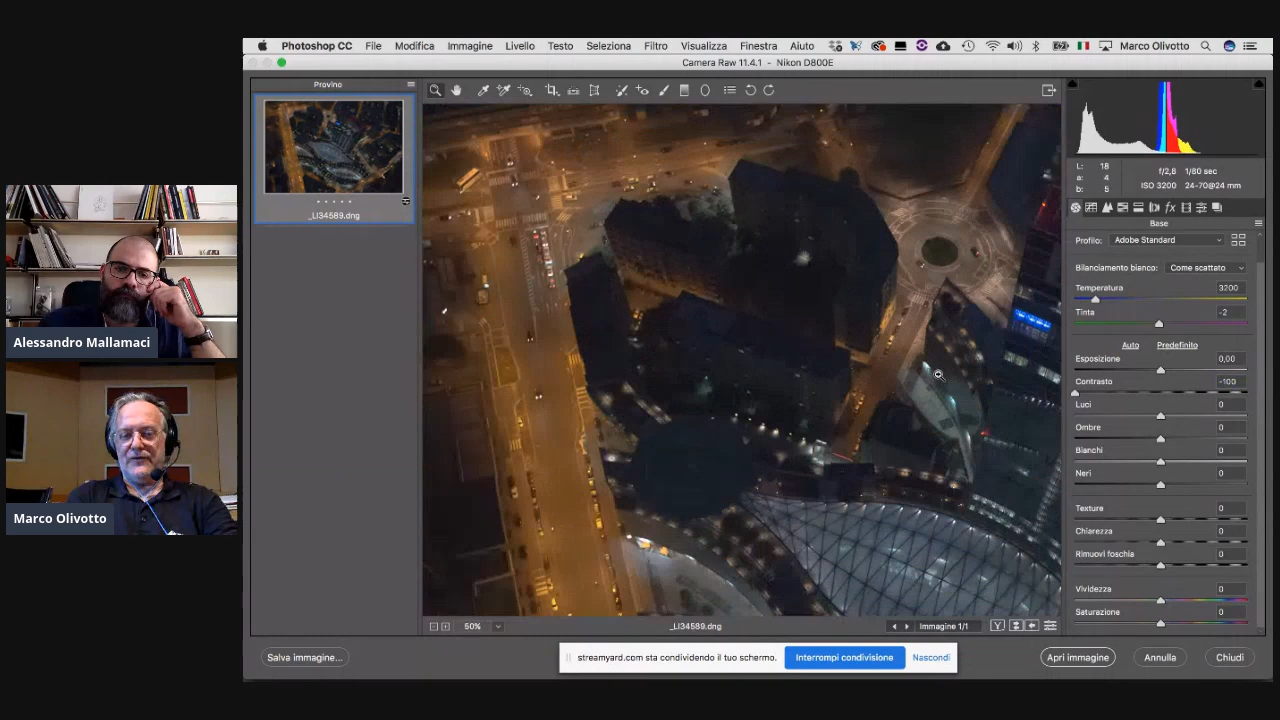 Photoshop CC File Modifica Immagine Livello Testo Seleziona Filtro Visualizza Finestra Aiuto Marco Olivotto
Camera Raw 11.4.1 - Nikon D800E
Provino
_LI34589.dng
L: 18
a: 4
b: 5
f/2,8 1/80 sec
ISO 3200 24-70@24 mm
Base
Profilo: Adobe Standard
Bilanciamento bianco: Come scattato
Temperatura 3200
Tinta -2
Auto Predefinito
Esposizione 0,00
Contrasto -100
Luci 0
Ombre 0
Bianchi 0
Neri 0
Texture 0
Chiarezza 0
Rimuovi foschia 0
Vividezza 0
Saturazione 0
Alessandro Mallamaci
Marco Olivotto
50% _LI34589.dng Immagine 1/1
Salva immagine... streamyard.com sta condividendo il tuo schermo. Interrompi condivisione Nascondi Apri immagine Annulla Chiudi